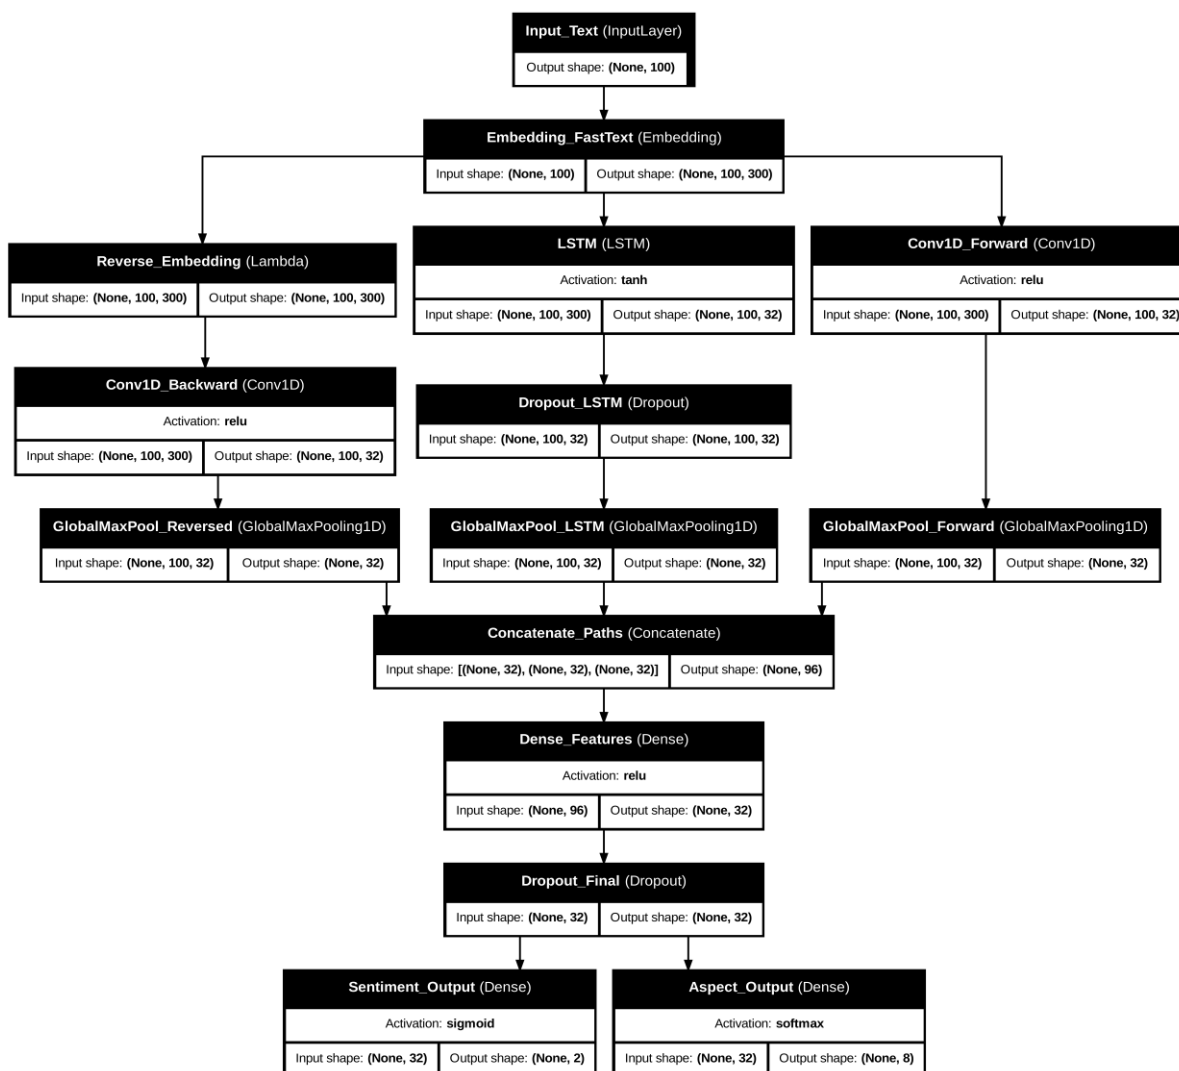 Input_Text (InputLayer)
Output shape: (None, 100)
Embedding_FastText (Embedding)
Input shape: (None, 100) Output shape: (None, 100, 300)
Reverse_Embedding (Lambda)
Input shape: (None, 100, 300) Output shape: (None, 100, 300)
LSTM (LSTM)
Activation: tanh
Input shape: (None, 100, 300) Output shape: (None, 100, 32)
Conv1D_Forward (Conv1D)
Activation: relu
Input shape: (None, 100, 300) Output shape: (None, 100, 32)
Conv1D_Backward (Conv1D)
Activation: relu
Input shape: (None, 100, 300) Output shape: (None, 100, 32)
Dropout_LSTM (Dropout)
Input shape: (None, 100, 32) Output shape: (None, 100, 32)
GlobalMaxPool_Reversed (GlobalMaxPooling1D)
Input shape: (None, 100, 32) Output shape: (None, 32)
GlobalMaxPool_LSTM (GlobalMaxPooling1D)
Input shape: (None, 100, 32) Output shape: (None, 32)
GlobalMaxPool_Forward (GlobalMaxPooling1D)
Input shape: (None, 100, 32) Output shape: (None, 32)
Concatenate_Paths (Concatenate)
Input shape: [(None, 32), (None, 32), (None, 32)] Output shape: (None, 96)
Dense_Features (Dense)
Activation: relu
Input shape: (None, 96) Output shape: (None, 32)
Dropout_Final (Dropout)
Input shape: (None, 32) Output shape: (None, 32)
Sentiment_Output (Dense)
Activation: sigmoid
Input shape: (None, 32) Output shape: (None, 2)
Aspect_Output (Dense)
Activation: softmax
Input shape: (None, 32) Output shape: (None, 8)